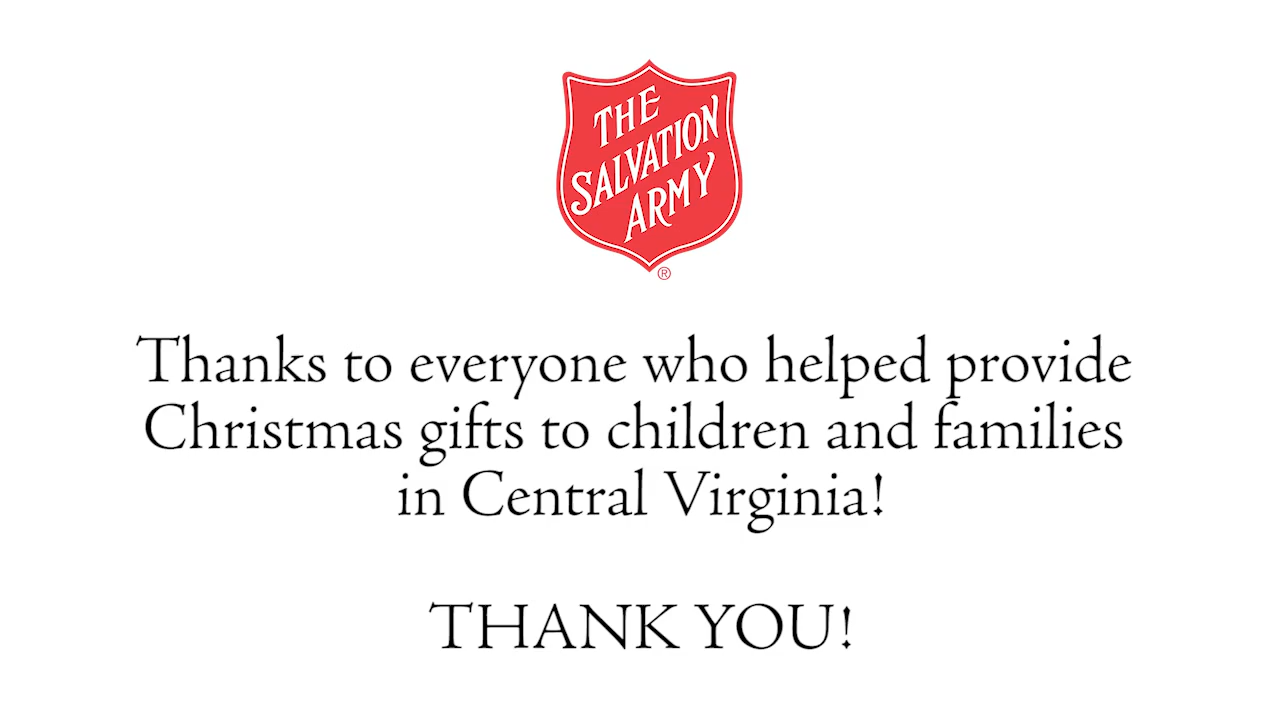 THE
SALVATION
ARMY
®
Thanks to everyone who helped provide
Christmas gifts to children and families
in Central Virginia!
THANK YOU!